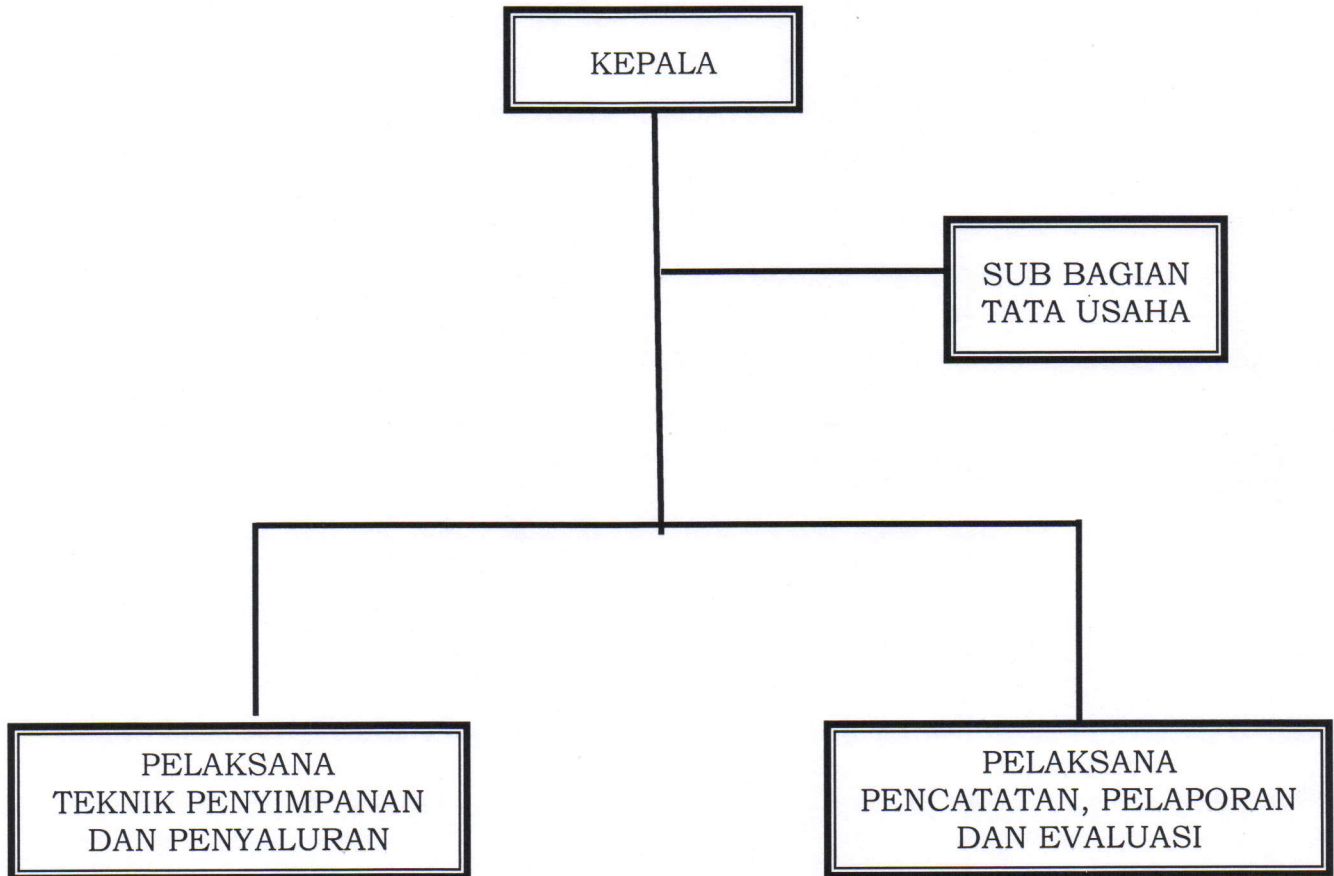 KEPALA
SUB BAGIAN
TATA USAHA
PELAKSANA
TEKNIK PENYIMPANAN
DAN PENYALURAN
PELAKSANA
PENCATATAN, PELAPORAN
DAN EVALUASI